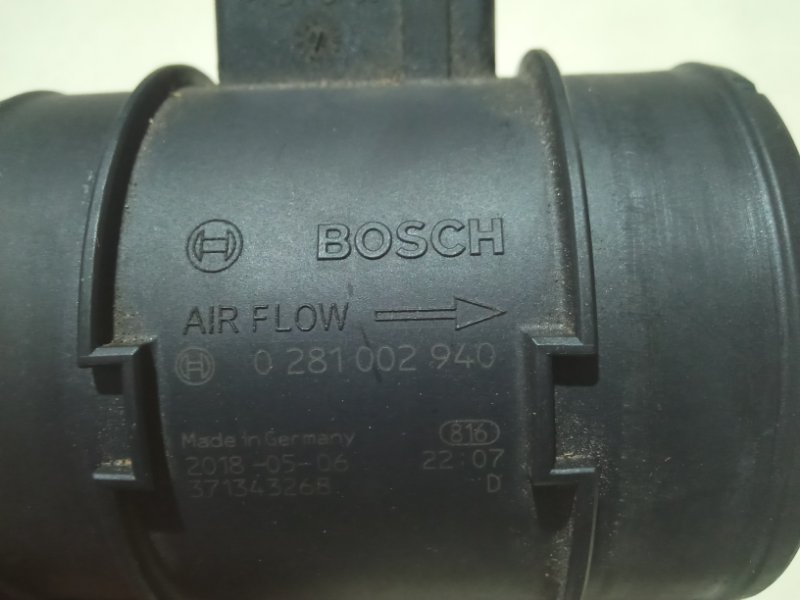 BOSCH
AIR FLOW
0 281 002 940
Made in Germany 816
2018-05-06 22:07
371343268 D